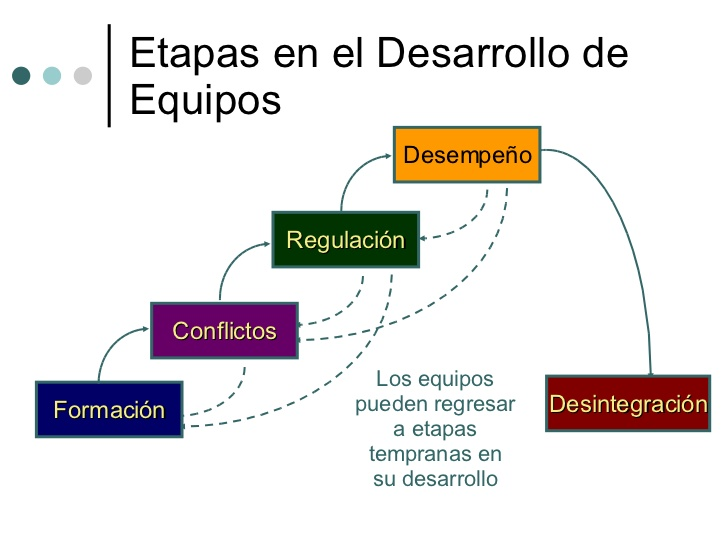 Etapas en el Desarrollo de
Equipos
Desempeño
Regulación
Conflictos
Formación
Los equipos
pueden regresar
a etapas
tempranas en
su desarrollo
Desintegración